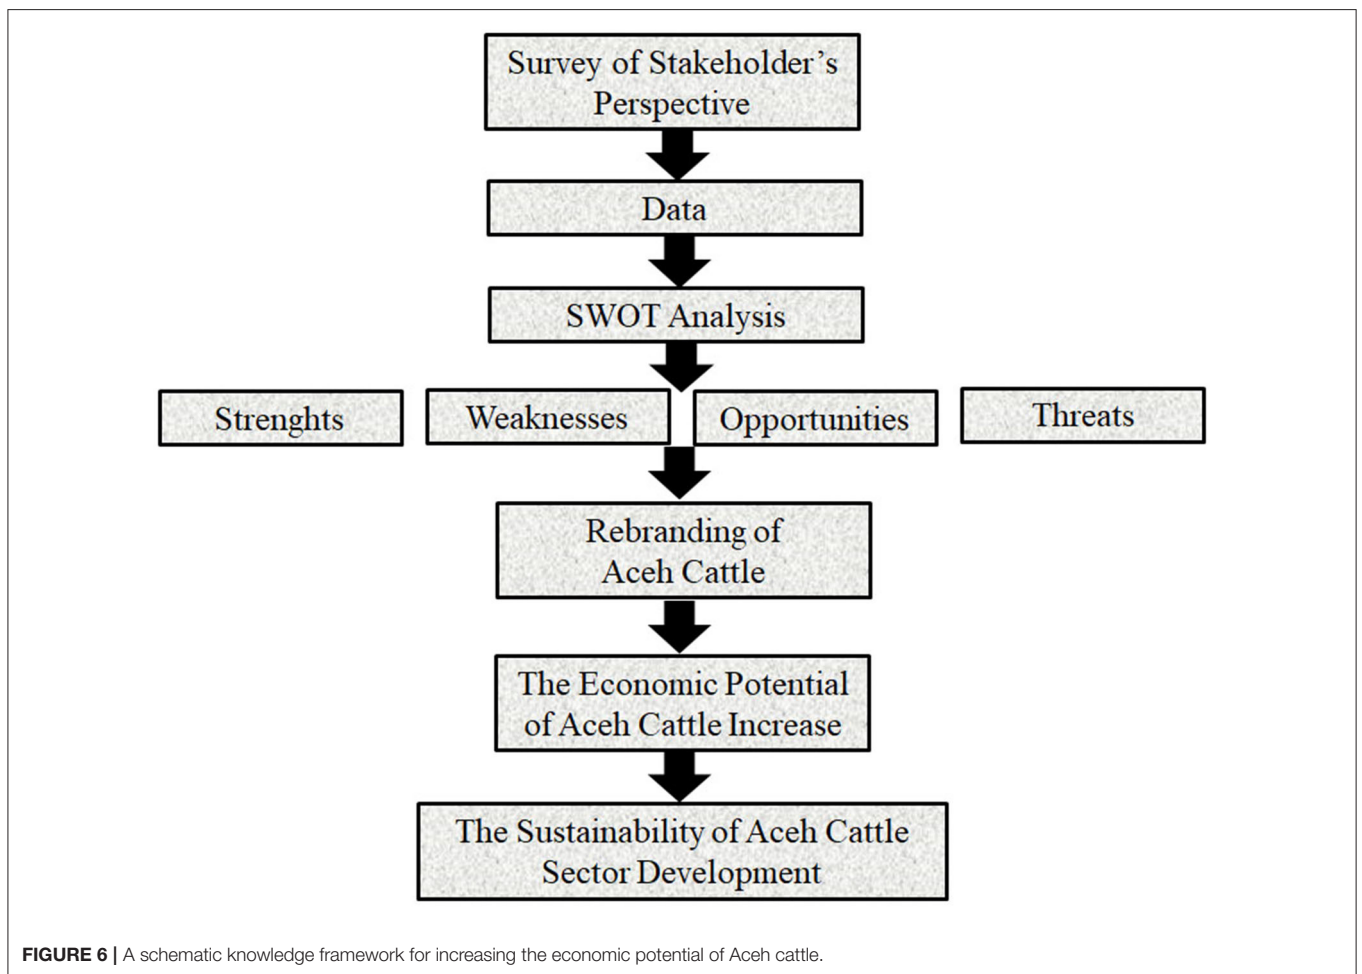 Survey of Stakeholder’s
Perspective
Data
SWOT Analysis
Strenghts
Weaknesses
Opportunities
Threats
Rebranding of
Aceh Cattle
The Economic Potential
of Aceh Cattle Increase
The Sustainability of Aceh Cattle
Sector Development
FIGURE 6 | A schematic knowledge framework for increasing the economic potential of Aceh cattle.